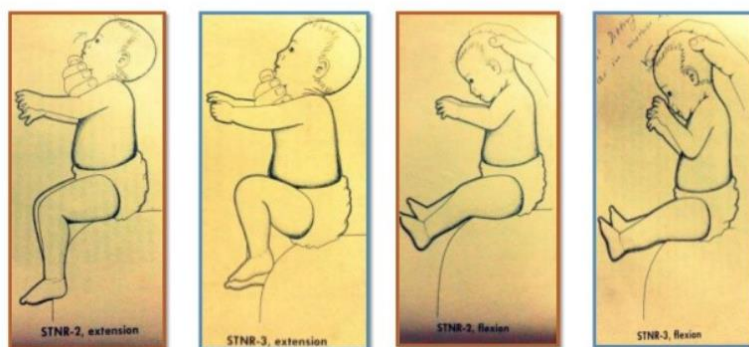 STNR-2, extension
STNR-3, extension
STNR-2, flexion
STNR-3, flexion